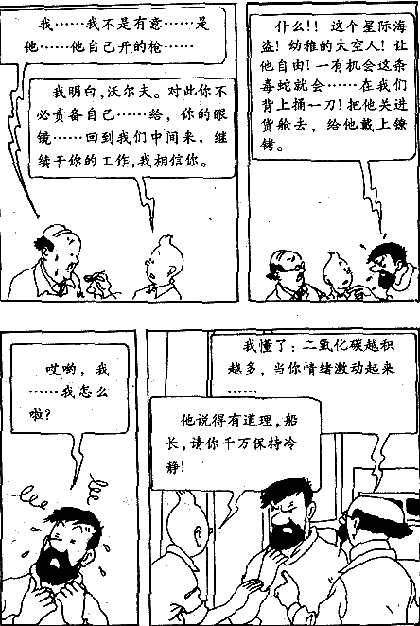 我……我不是有意……是
他……他自己开的枪……
我明白,沃尔夫。对此你不
必责备自己……给,你的眼
镜……回到我们中间来,继
续干你的工作,我相信你。
什么!!这个星际海
盗!幼稚的太空人!让
他自由!一有机会这条
毒蛇就会……在我们
背上捅一刀!把他关进
货舱去,给他戴上镣
铐。
哎哟,我
……我怎么
啦?
我懂了:二氧化碳越积
越多,当你情绪激动起来
……
他说得有道理,船
长,请你千万保持冷
静!